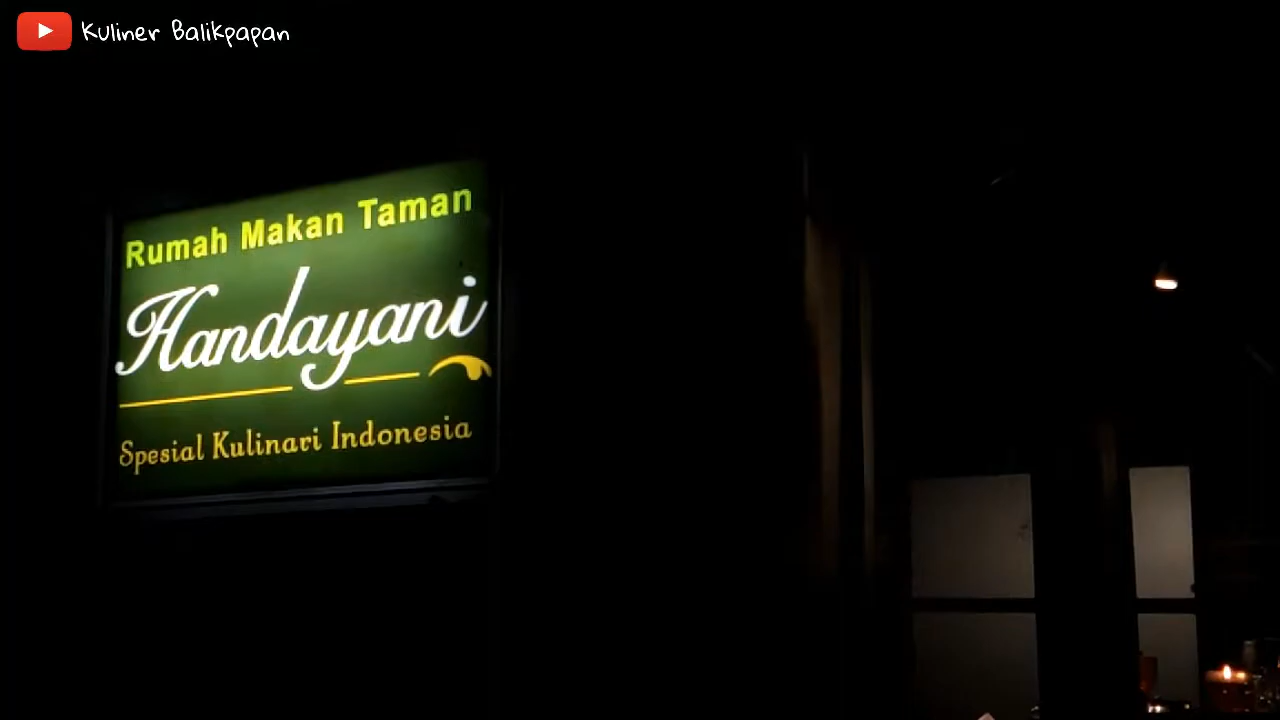 Kuliner Balikpapan
Rumah Makan Taman
Handayani
Spesial Kulinari Indonesia